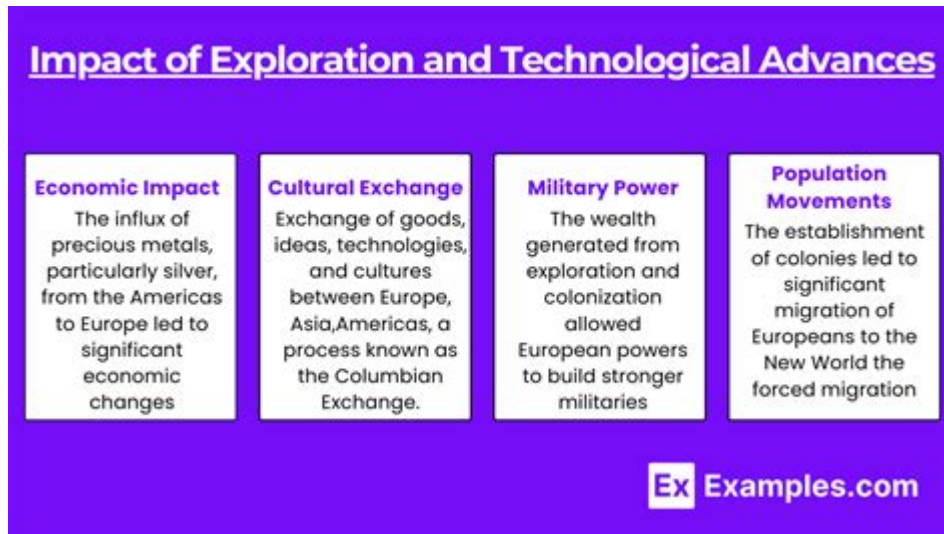 Impact of Exploration and Technological Advances
Economic Impact
The influx of
precious metals,
particularly silver,
from the Americas
to Europe led to
significant
economic
changes
Cultural Exchange
Exchange of goods,
ideas, technologies,
and cultures
between Europe,
Asia,Americas, a
process known as
the Columbian
Exchange.
Military Power
The wealth
generated from
exploration and
colonization
allowed
European powers
to build stronger
militaries
Population
Movements
The establishment
of colonies led to
significant
migration of
Europeans to the
New World the
forced migration
Ex Examples.com